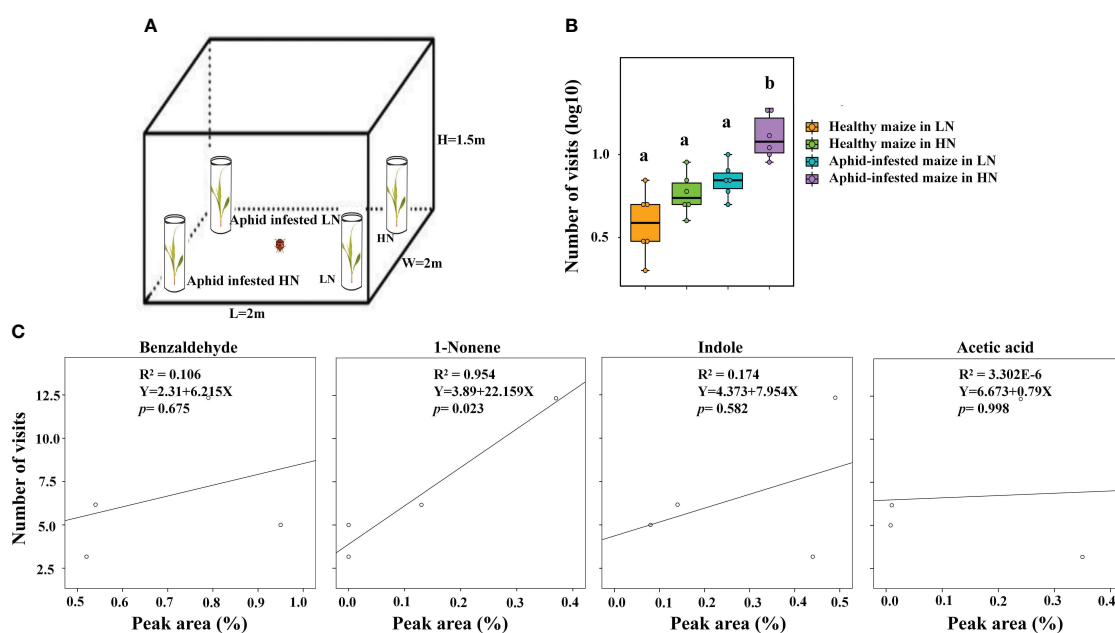 A
H=1.5m
Aphid infested LN
HN
W=2m
Aphid infested HN
LN
L=2m
B
Number of visits (log10)
1.0
0.5
a
a
a
b
Healthy maize in LN
Healthy maize in HN
Aphid-infested maize in LN
Aphid-infested maize in HN
C
Number of visits
12.5
10.0
7.5
5.0
2.5
Benzaldehyde
R² = 0.106
Y=2.31+6.215X
p= 0.675
0.5 0.6 0.7 0.8 0.9 1.0
Peak area (%)
1-Nonene
R² = 0.954
Y=3.89+22.159X
p= 0.023
0.0 0.1 0.2 0.3 0.4
Peak area (%)
Indole
R² = 0.174
Y=4.373+7.954X
p= 0.582
0.0 0.1 0.2 0.3 0.4 0.5
Peak area (%)
Acetic acid
R² = 3.302E-6
Y=6.673+0.79X
p= 0.998
0.0 0.1 0.2 0.3 0.4
Peak area (%)